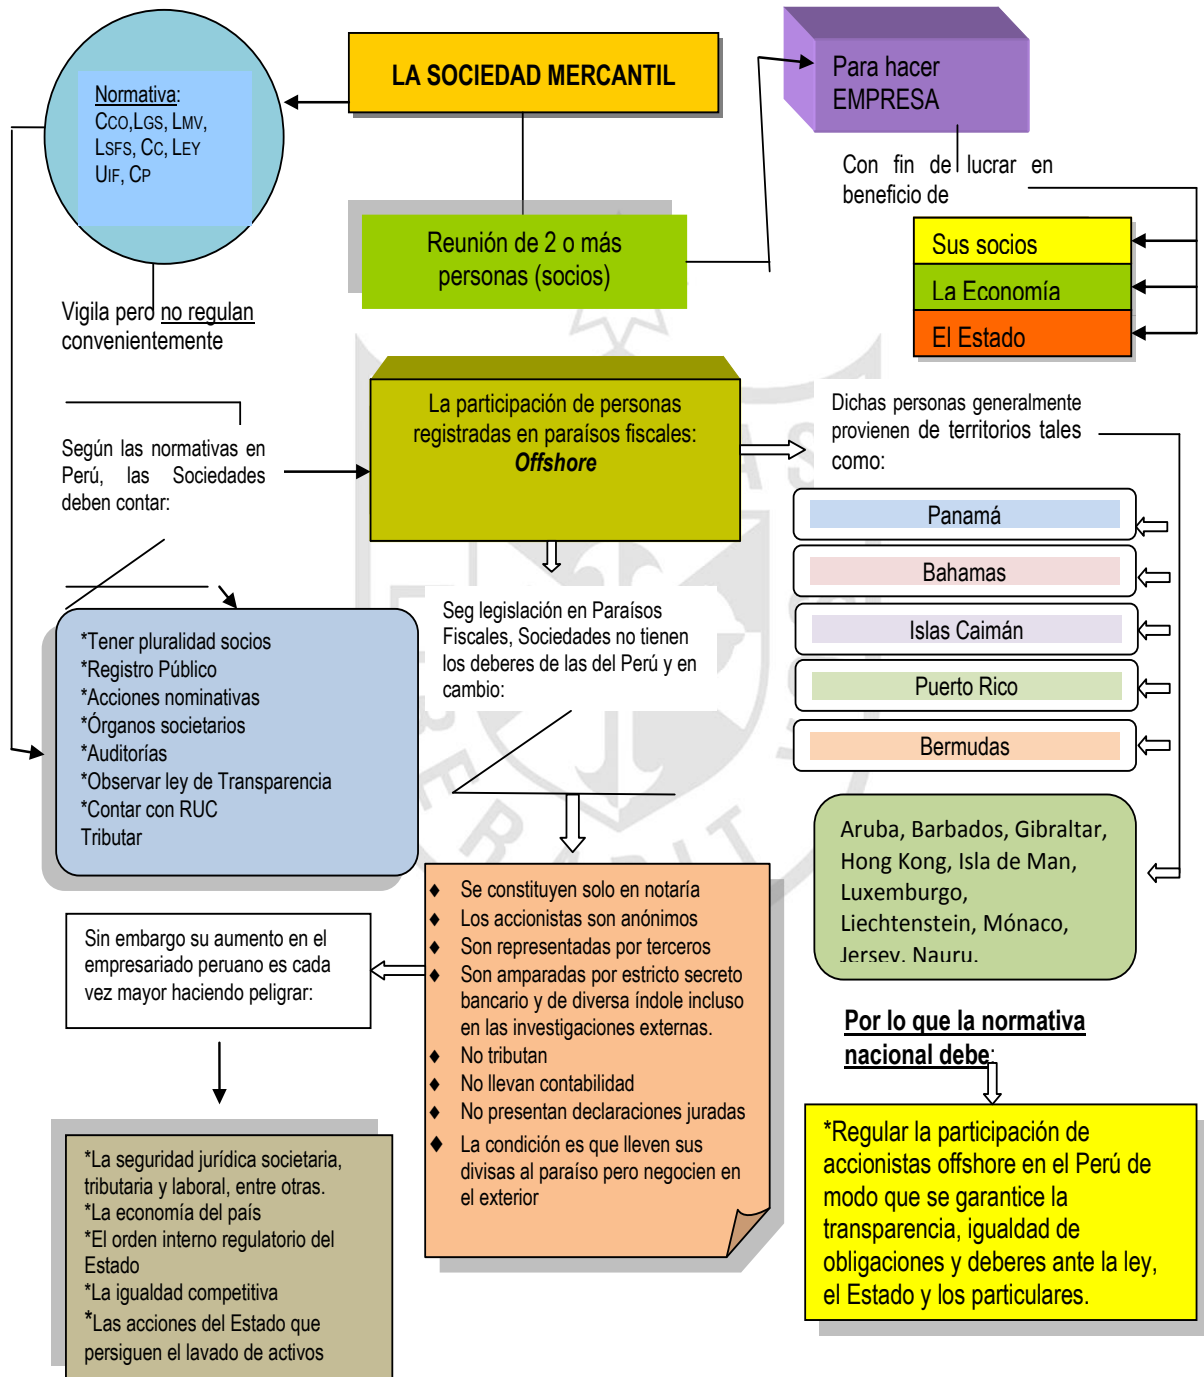 LA SOCIEDAD MERCANTIL
Normativa:
CCO,LGS, LMV,
LSFS, CC, LEY
UIF, CP
Para hacer
EMPRESA
Con fin de lucrar en
beneficio de
Sus socios
La Economía
El Estado
Reunión de 2 o más
personas (socios)
Vigila pero no regulan
convenientemente
La participación de personas
registradas en paraísos fiscales:
Offshore
Según las normativas en
Perú, las Sociedades
deben contar:
Dichas personas generalmente
provienen de territorios tales
como:
Panamá
Bahamas
Islas Caimán
Puerto Rico
Bermudas
Aruba, Barbados, Gibraltar,
Hong Kong, Isla de Man,
Luxemburgo,
Liechtenstein, Mónaco,
Jersey, Nauru.
*Tener pluralidad socios
*Registro Público
*Acciones nominativas
*Órganos societarios
*Auditorías
*Observar ley de Transparencia
*Contar con RUC
Tributar
Seg legislación en Paraísos
Fiscales, Sociedades no tienen
los deberes de las del Perú y en
cambio:
♦ Se constituyen solo en notaría
♦ Los accionistas son anónimos
♦ Son representadas por terceros
♦ Son amparadas por estricto secreto
bancario y de diversa índole incluso
en las investigaciones externas.
♦ No tributan
♦ No llevan contabilidad
♦ No presentan declaraciones juradas
♦ La condición es que lleven sus
divisas al paraíso pero negocien en
el exterior
Sin embargo su aumento en el
empresariado peruano es cada
vez mayor haciendo peligrar:
*La seguridad jurídica societaria,
tributaria y laboral, entre otras.
*La economía del país
*El orden interno regulatorio del
Estado
*La igualdad competitiva
*Las acciones del Estado que
persiguen el lavado de activos
Por lo que la normativa
nacional debe:
*Regular la participación de
accionistas offshore en el Perú de
modo que se garantice la
transparencia, igualdad de
obligaciones y deberes ante la ley,
el Estado y los particulares.